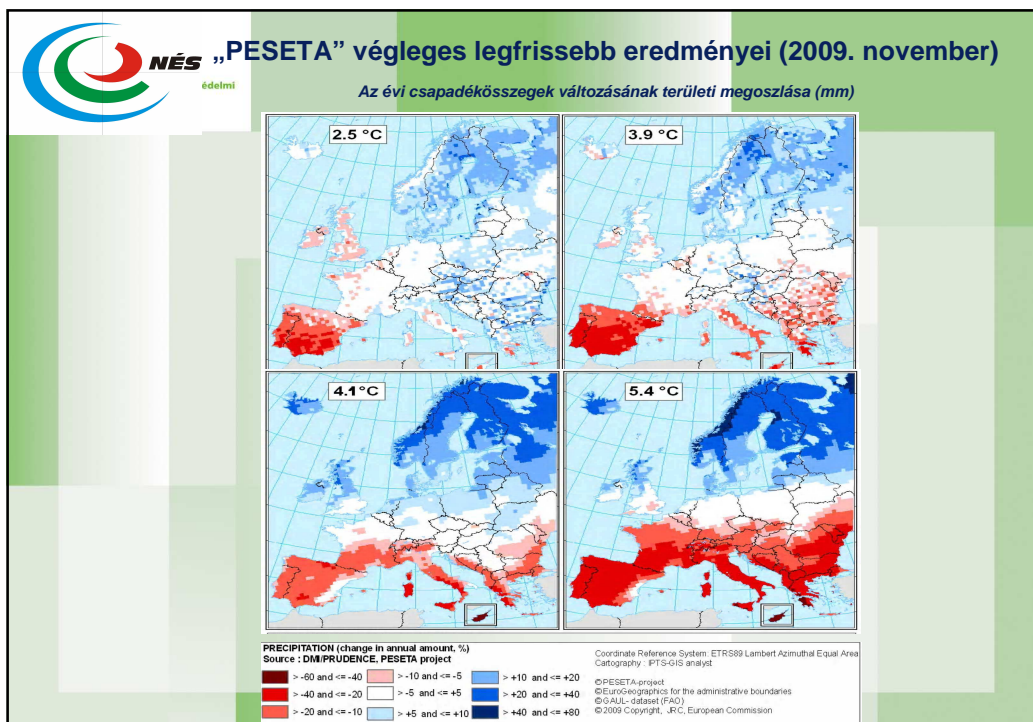 NÉS
„PESETA” végleges legfrissebb eredményei (2009. november)
édelmi
Az évi csapadékösszegek változásának területi megoszlása (mm)
2.5 °C
3.9 °C
4.1°C
5.4 °C
PRECIPITATION (change in annual amount, %)
Source : DMI/PRUDENCE, PESETA project
> -60 and <= -40
> -10 and <= -5
> +10 and <= +20
> -40 and <= -20
> -5 and <= +5
> +20 and <= +40
> -20 and <= -10
> +5 and <= +10
> +40 and <= +80
Coordinate Reference System: ETRS89 Lambert Azimuthal Equal Area
Cartography : IPTS-GIS analyst
©PESETA-project
©EuroGeographics for the administrative boundaries
©GAUL- dataset (FAO)
©2009 Copyright, JRC, European Commission